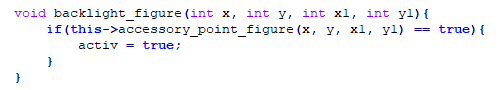 void backlight_figure(int x, int y, int x1, int y1){
    if(this->accessory_point_figure(x, y, x1, y1) == true){
        activ = true;
    }
}